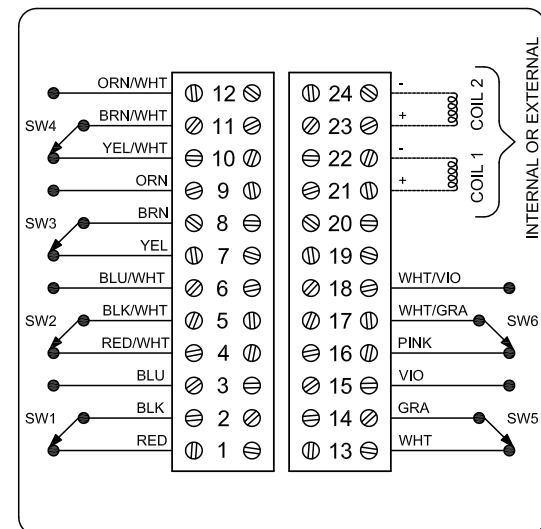 ORN/WHT 12 24 - COIL 2
SW4 BRN/WHT 11 23 +
YEL/WHT 10 22 - COIL 1
ORN 9 21 +
SW3 BRN 8 20
YEL 7 19
BLU/WHT 6 18 WHT/VIO
SW2 BLK/WHT 5 17 WHT/GRA SW6
RED/WHT 4 16 PINK
BLU 3 15 VIO
SW1 BLK 2 14 GRA SW5
RED 1 13 WHT
INTERNAL OR EXTERNAL